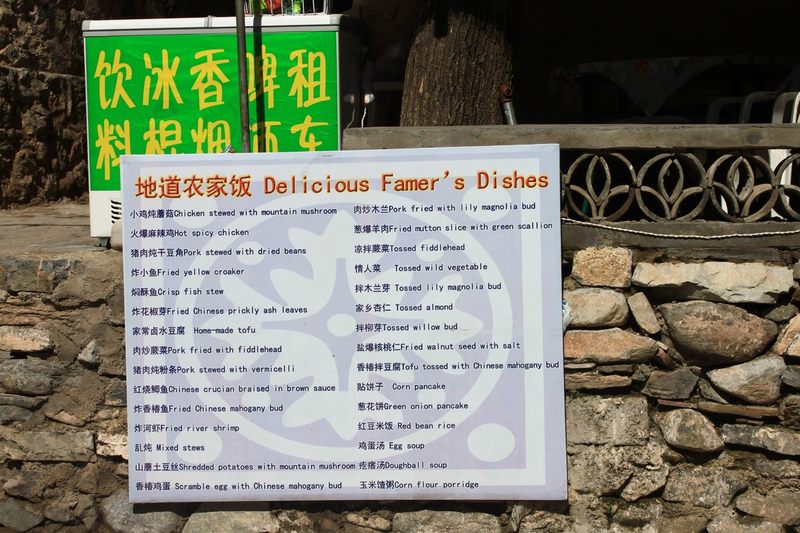 饮冰香啤租
料棍烟酒车
地道农家饭 Delicious Famer's Dishes
小鸡炖蘑菇Chicken stewed with mountain mushroom
火爆麻辣鸡Hot spicy chicken
猪肉炖干豆角Pork stewed with dried beans
炸小鱼Fried yellow croaker
焖酥鱼Crisp fish stew
炸花椒芽Fried Chinese prickly ash leaves
家常卤水豆腐 Home-made tofu
肉炒蕨菜Pork fried with fiddlehead
猪肉炖粉条Pork stewed with vermicelli
红烧鲫鱼Chinese crucian braised in brown sauce
炸香椿鱼Fried Chinese mahogany bud
炸河虾Fried river shrimp
乱炖 Mixed stews
山蘑土豆丝Shredded potatoes with mountain mushroom
香椿鸡蛋 Scramble egg with Chinese mahogany bud
肉炒木兰Pork fried with lily magnolia bud
葱爆羊肉Fried mutton slice with green scallion
凉拌蕨菜Tossed fiddlehead
情人菜 Tossed wild vegetable
拌木兰芽 Tossed lily magnolia bud
家乡杏仁 Tossed almond
拌柳芽Tossed willow bud
盐爆核桃仁Fried walnut seed with salt
香椿拌豆腐Tofu tossed with Chinese mahogany bud
贴饼子 Corn pancake
葱花饼Green onion pancake
红豆米饭 Red bean rice
鸡蛋汤 Egg soup
疙瘩汤Doughball soup
玉米馇粥Corn flour porridge